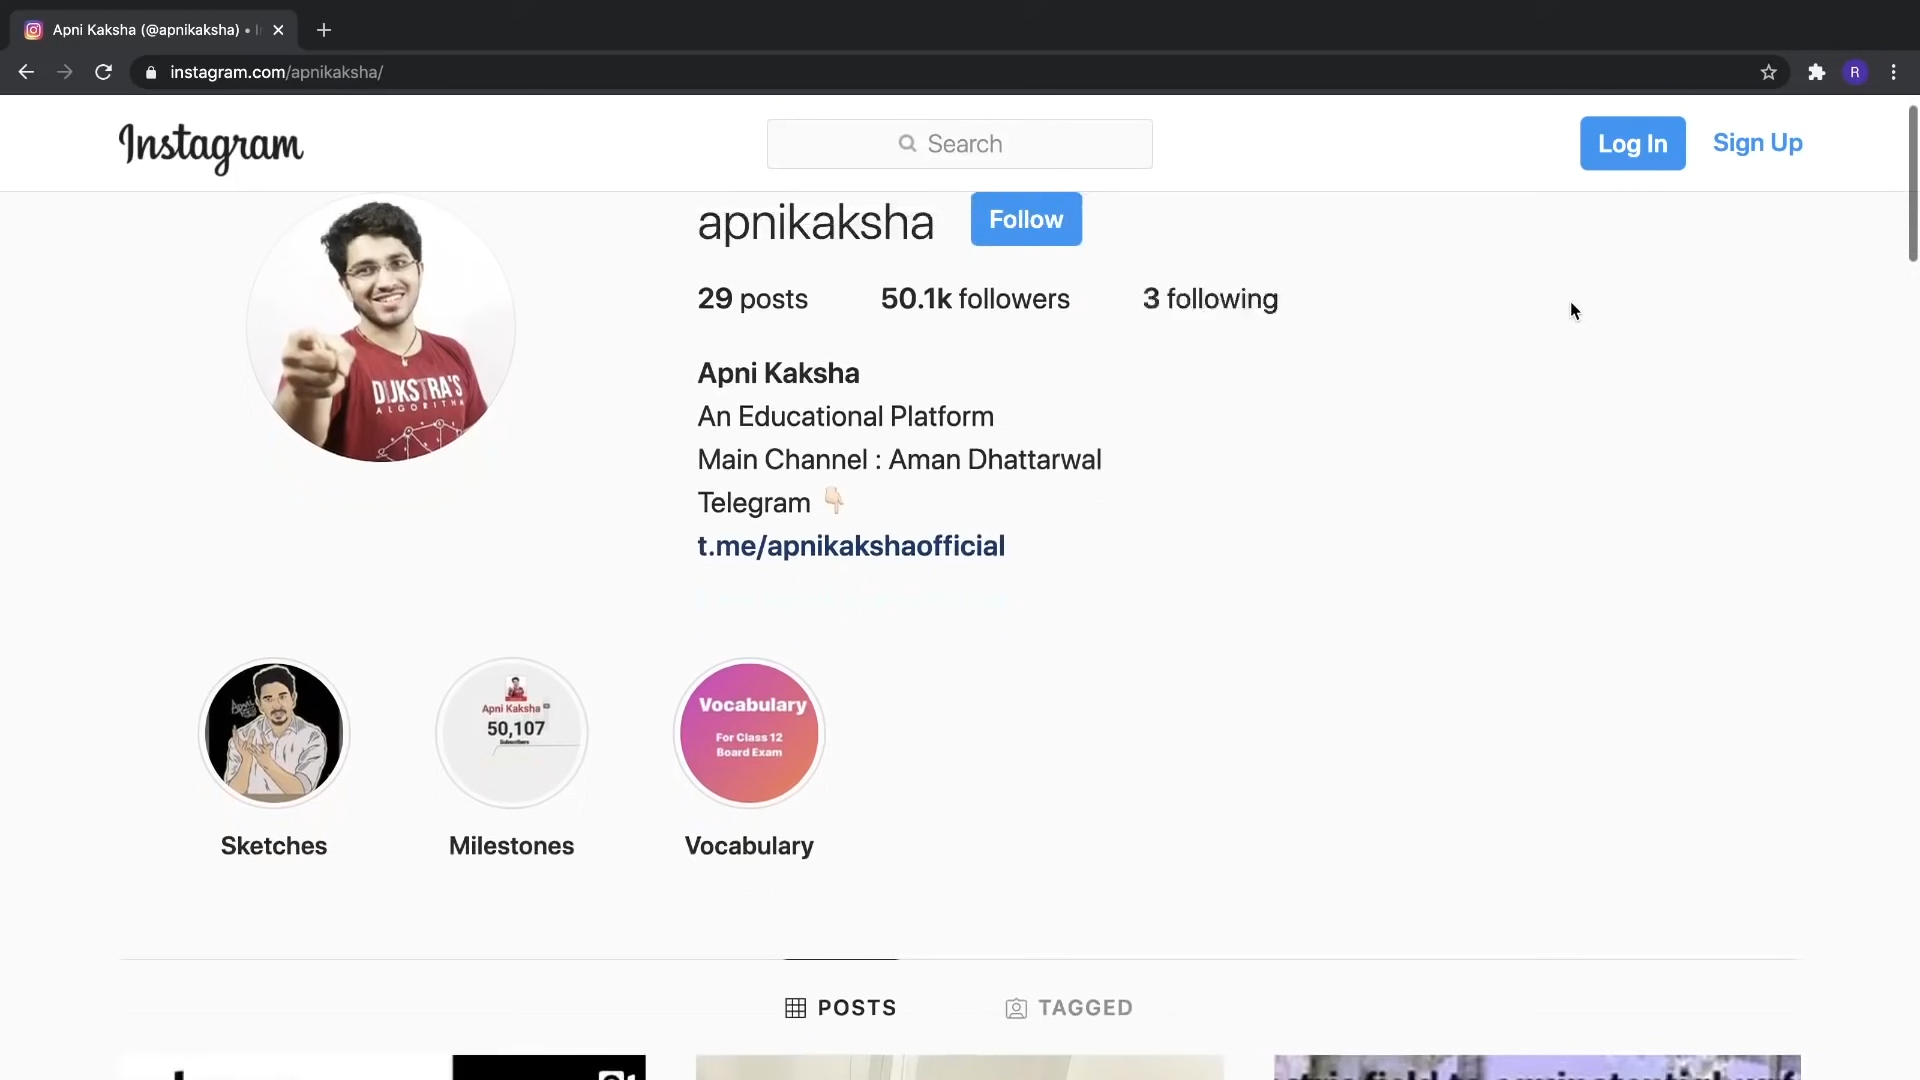 Apni Kaksha (@apnikaksha) •
instagram.com/apnikaksha/
R
Instagram
Search
Log In
Sign Up
apnikaksha
Follow
29 posts 50.1k followers 3 following
DIJKSTRA'S
ALGORITHM
Apni Kaksha
An Educational Platform
Main Channel : Aman Dhattarwal
Telegram 👇🏻
t.me/apnikakshaofficial
Apni Kaksha
50,107
Subscribers
Vocabulary
For Class 12
Board Exam
Sketches
Milestones
Vocabulary
POSTS
TAGGED